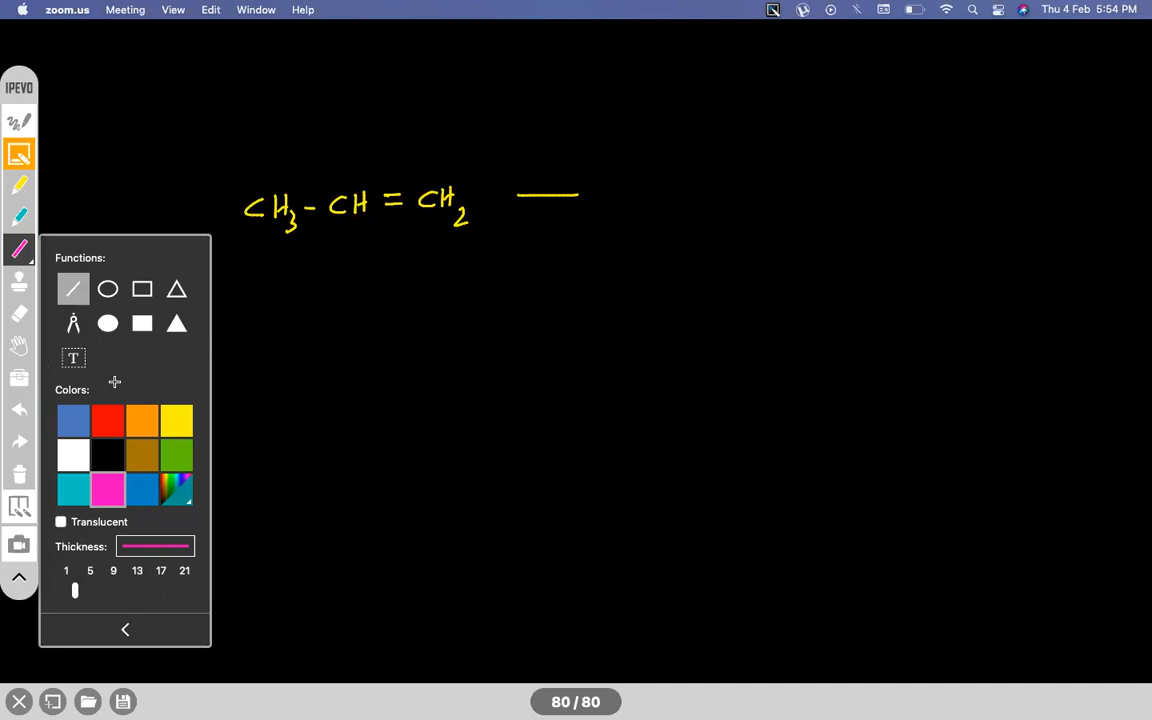 zoom.us Meeting View Edit Window Help Thu 4 Feb 5:54 PM
IPEVO
CH3 - CH = CH2 ———
Functions:
T
Colors:
Translucent
Thickness:
1 5 9 13 17 21
80 / 80